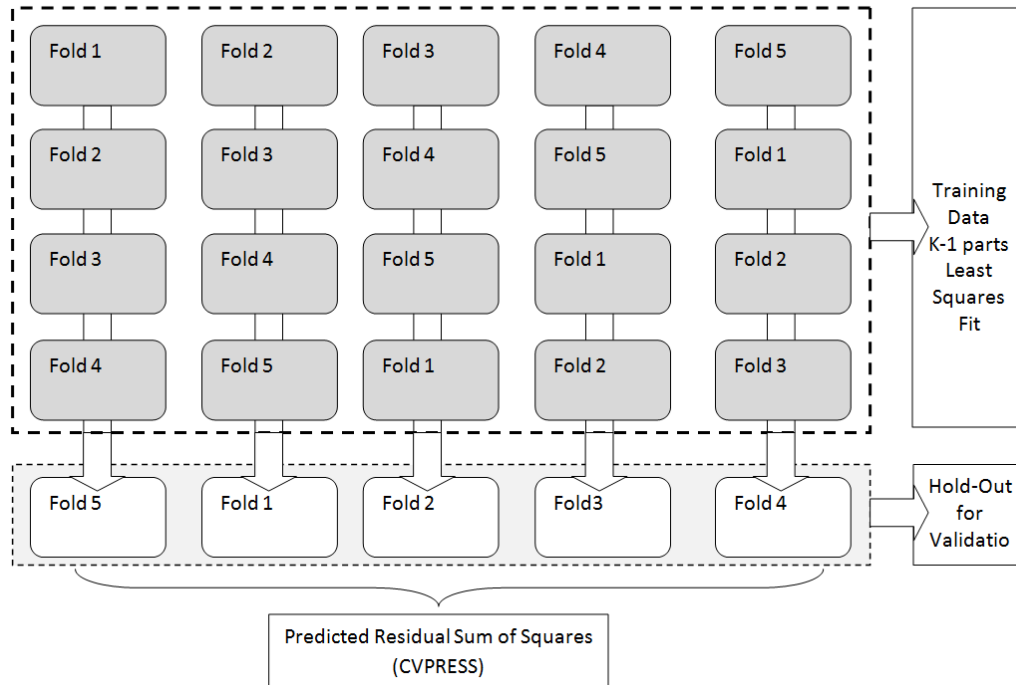 Fold 1
Fold 2
Fold 3
Fold 4
Fold 5
Fold 2
Fold 3
Fold 4
Fold 5
Fold 1
Fold 3
Fold 4
Fold 5
Fold 1
Fold 2
Fold 4
Fold 5
Fold 1
Fold 2
Fold 3
Training
Data
K-1 parts
Least
Squares
Fit
Fold 5
Fold 1
Fold 2
Fold3
Fold 4
Hold-Out
for
Validatio
Predicted Residual Sum of Squares
(CVPRESS)